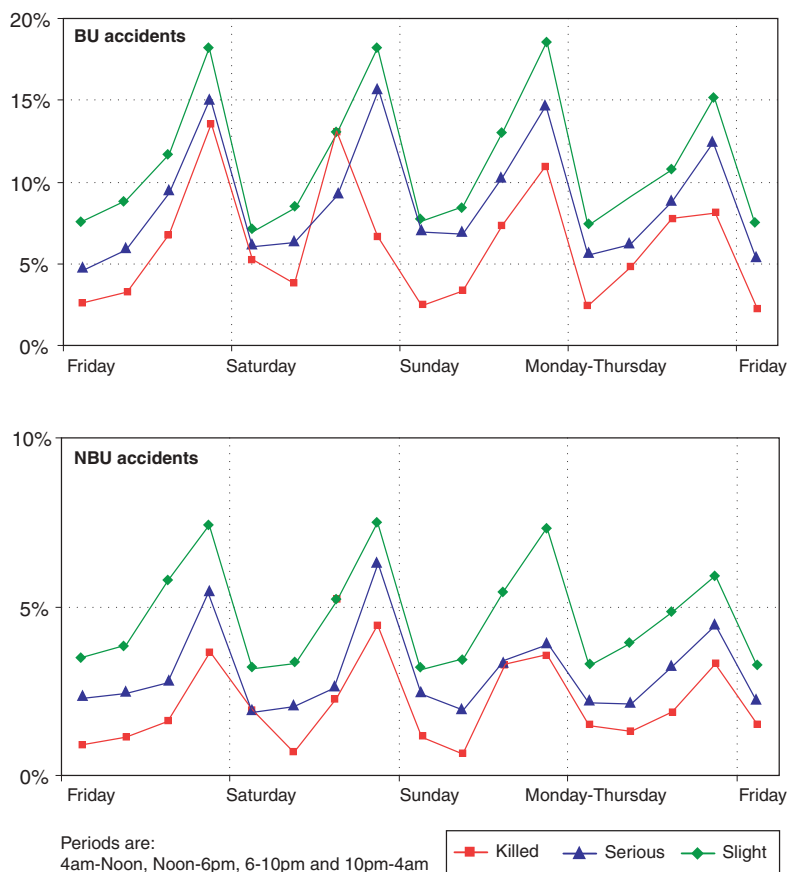 20%
BU accidents
15%
10%
5%
0%
Friday Saturday Sunday Monday-Thursday Friday
10%
NBU accidents
5%
0%
Friday Saturday Sunday Monday-Thursday Friday
Periods are:
4am-Noon, Noon-6pm, 6-10pm and 10pm-4am
Killed Serious Slight